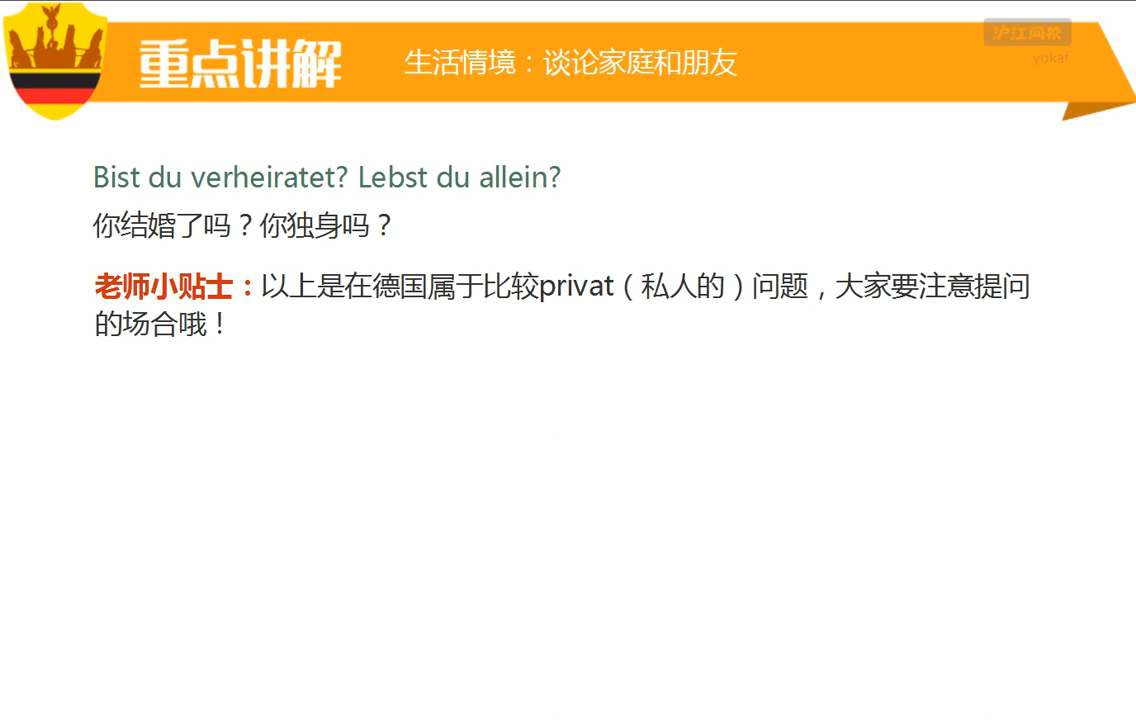 重点讲解
生活情境：谈论家庭和朋友
沪江网校
yokaf
Bist du verheiratet? Lebst du allein?
你结婚了吗？你独身吗？
老师小贴士：以上是在德国属于比较privat（私人的）问题，大家要注意提问
的场合哦！